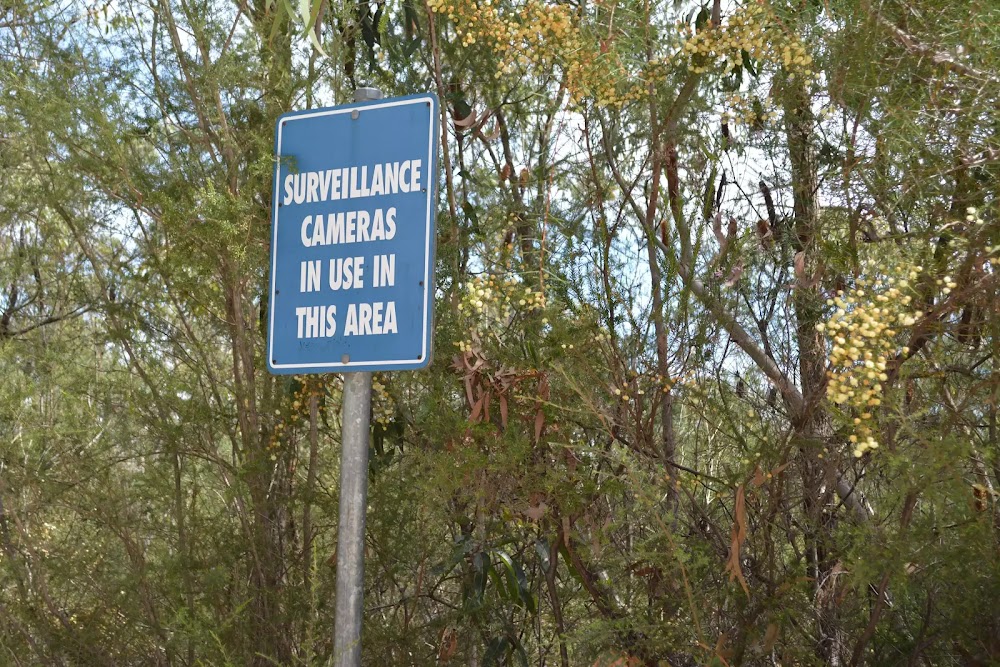 SURVEILLANCE
CAMERAS
IN USE IN
THIS AREA